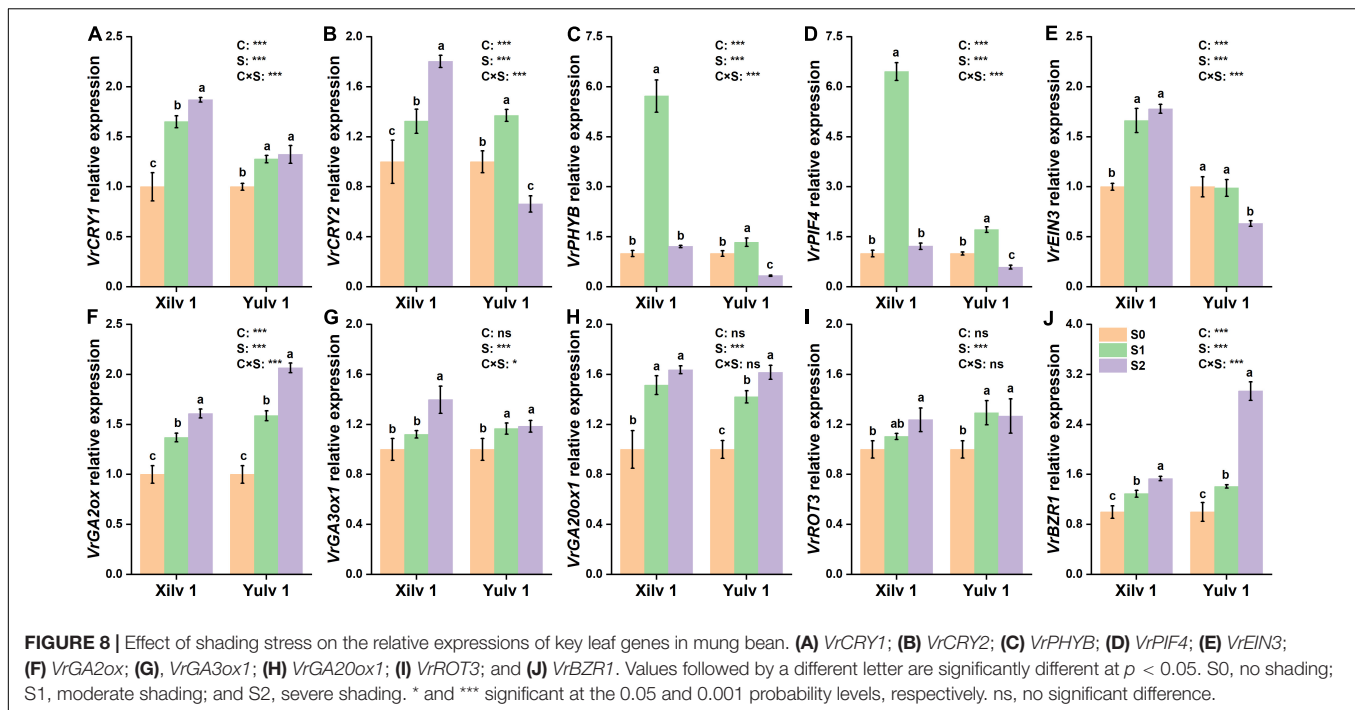 A
VrCRY1 relative expression
2.5
2.0
1.5
1.0
0.5
0.0
c
b
a
b
a
a
C: ***
S: ***
C×S: ***
Xilv 1
Yulv 1
B
VrCRY2 relative expression
2.0
1.6
1.2
0.8
0.4
0.0
c
b
a
b
a
c
C: ***
S: ***
C×S: ***
Xilv 1
Yulv 1
C
VrPHYB relative expression
7.5
6.0
4.5
3.0
1.5
0.0
b
a
b
b
a
c
C: ***
S: ***
C×S: ***
Xilv 1
Yulv 1
D
VrPIF4 relative expression
7.5
6.0
4.5
3.0
1.5
0.0
b
a
b
b
a
c
C: ***
S: ***
C×S: ***
Xilv 1
Yulv 1
E
VrEIN3 relative expression
2.5
2.0
1.5
1.0
0.5
0.0
b
a
a
a
a
b
C: ***
S: ***
C×S: ***
Xilv 1
Yulv 1
F
VrGA2ox relative expression
2.5
2.0
1.5
1.0
0.5
0.0
c
b
a
c
b
a
C: ***
S: ***
C×S: ***
Xilv 1
Yulv 1
G
VrGA3ox1 relative expression
2.0
1.6
1.2
0.8
0.4
0.0
b
b
a
b
a
a
C: ns
S: ***
C×S: *
Xilv 1
Yulv 1
H
VrGA20ox1 relative expression
2.0
1.6
1.2
0.8
0.4
0.0
b
a
a
c
b
a
C: ns
S: ***
C×S: ns
Xilv 1
Yulv 1
I
VrROT3 relative expression
2.0
1.6
1.2
0.8
0.4
0.0
b
ab
a
b
a
a
C: ns
S: ***
C×S: ns
Xilv 1
Yulv 1
J
VrBZR1 relative expression
4.0
3.2
2.4
1.6
0.8
0.0
c
b
a
c
b
a
S0
S1
S2
C: ***
S: ***
C×S: ***
Xilv 1
Yulv 1
FIGURE 8 | Effect of shading stress on the relative expressions of key leaf genes in mung bean. (A) VrCRY1; (B) VrCRY2; (C) VrPHYB; (D) VrPIF4; (E) VrEIN3;
(F) VrGA2ox; (G), VrGA3ox1; (H) VrGA20ox1; (I) VrROT3; and (J) VrBZR1. Values followed by a different letter are significantly different at p < 0.05. S0, no shading;
S1, moderate shading; and S2, severe shading. * and *** significant at the 0.05 and 0.001 probability levels, respectively. ns, no significant difference.